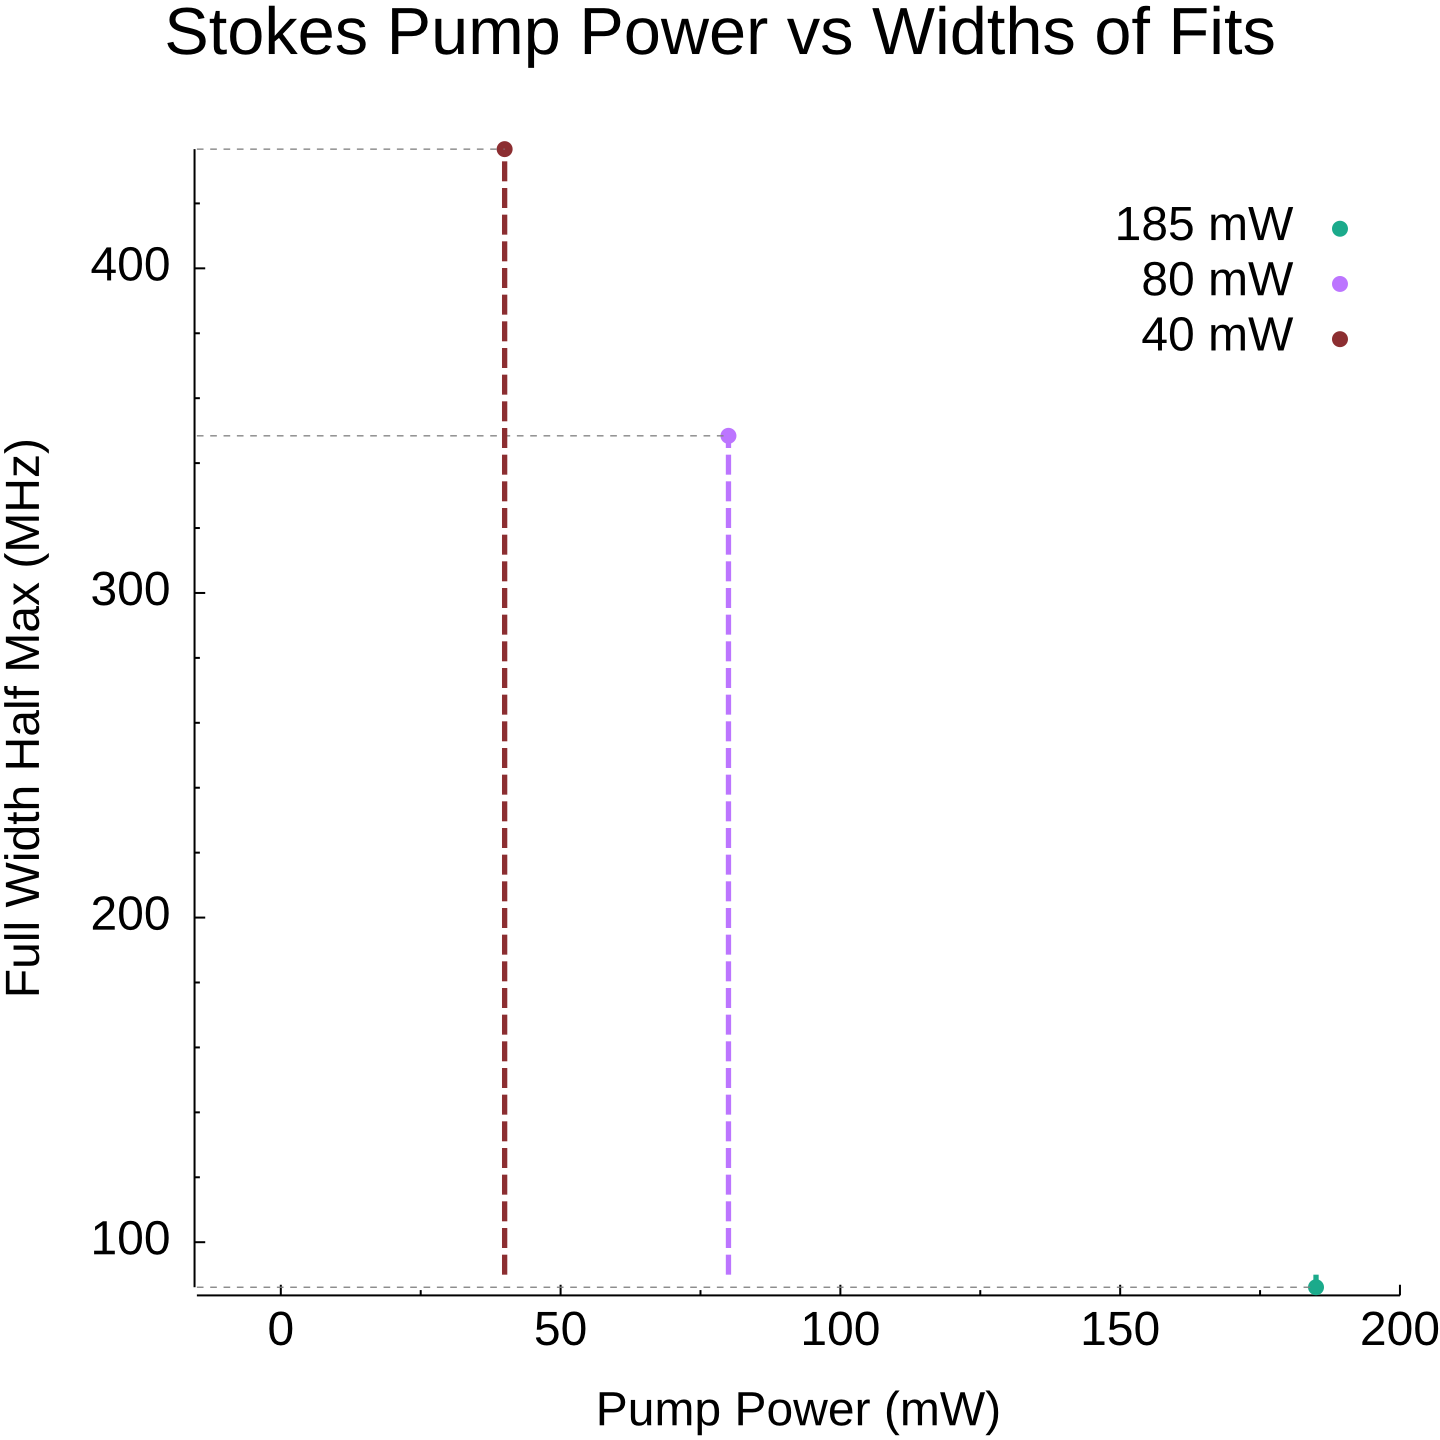 Stokes Pump Power vs Widths of Fits
185 mW
80 mW
40 mW
400
300
200
100
Full Width Half Max (MHz)
0 50 100 150 200
Pump Power (mW)